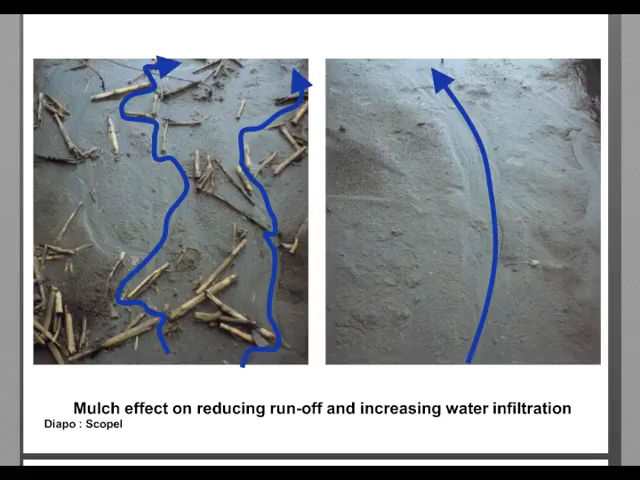 Mulch effect on reducing run-off and increasing water infiltration
Diapo : Scopel